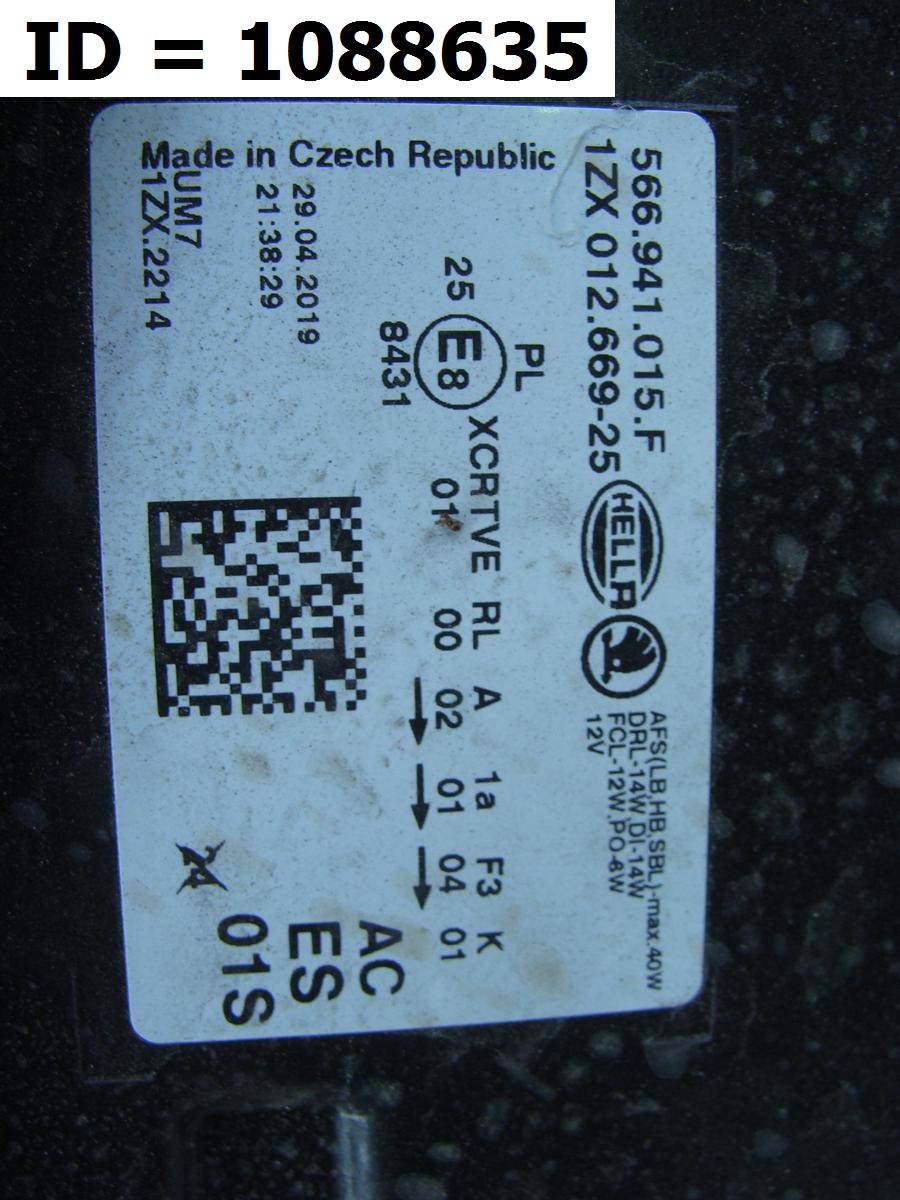 ID = 1088635
566.941.015.F
1ZX 012.669-25
HELLA
AFS(LB,HB,SBL)-max.40W
DRL-14W,DI-14W
FCL-12W,PO-6W
12V
PL
25 E8 XCRTVE RL A 1a F3 K
01 00 02 01 04 01
8431
Made in Czech Republic
29.04.2019
21:38:29
UM7
1ZX.2214
AC
ES
01S
24